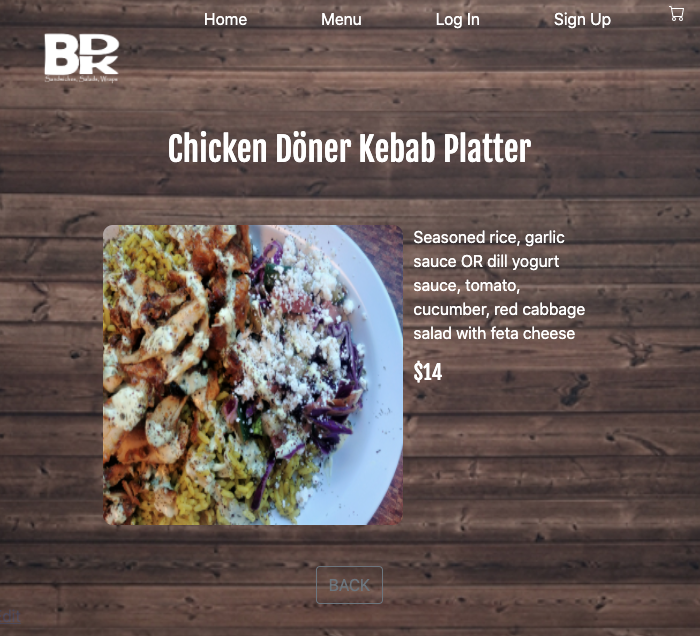 Home Menu Log In Sign Up
BDK
Sandwiches, Salads, Wraps
Chicken Döner Kebab Platter
Seasoned rice, garlic
sauce OR dill yogurt
sauce, tomato,
cucumber, red cabbage
salad with feta cheese
$14
BACK